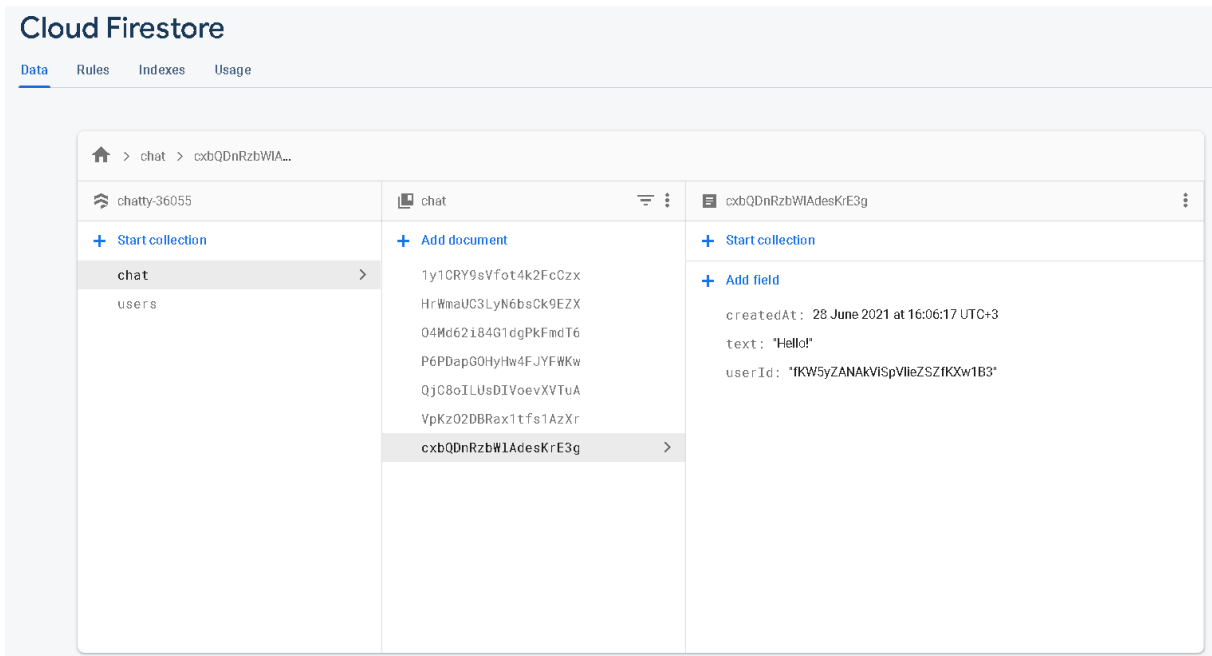 Cloud Firestore
Data Rules Indexes Usage
> chat > cxbQDnRzbWlA...
chatty-36055
chat
cxbQDnRzbWlAdesKrE3g
+ Start collection
+ Add document
+ Start collection
chat
users
1y1CRY9sVfot4k2FcCzx
HrWmaUC3LyN6bsCk9EZX
O4Md62i84G1dgPkFmdT6
P6PDapGOHyHw4FJYFWKw
QjC8oILUsDIVoevXVTuA
VpKzO2DBRax1tfs1AzXr
cxbQDnRzbWlAdesKrE3g
+ Add field
createdAt: 28 June 2021 at 16:06:17 UTC+3
text: "Hello!"
userId: "fKW5yZANAkViSpVlieZSZfKXw1B3"